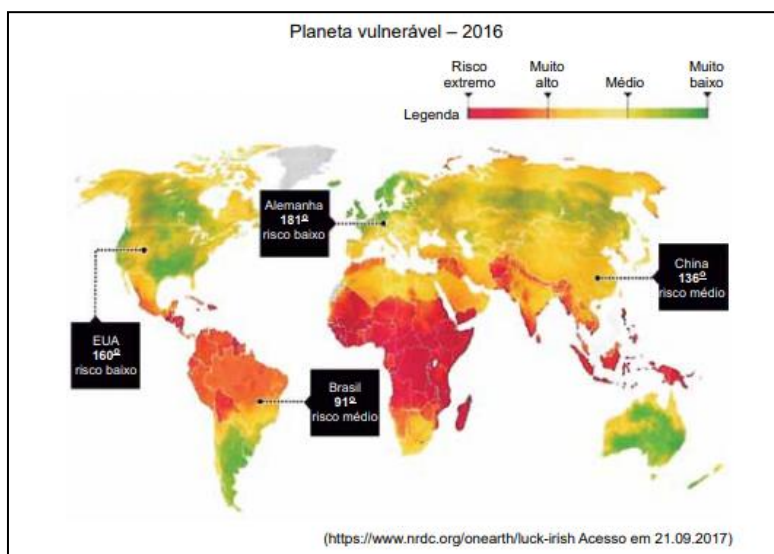 Planeta vulnerável – 2016
Risco extremo
Muito alto
Médio
Muito baixo
Legenda
Alemanha
181º
risco baixo
China
136º
risco médio
EUA
160º
risco baixo
Brasil
91º
risco médio
(https://www.nrdc.org/onearth/luck-irish Acesso em 21.09.2017)